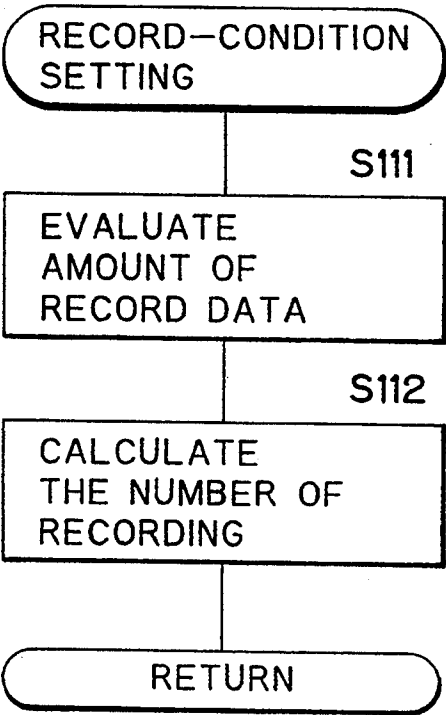 RECORD—CONDITION
SETTING
S111
EVALUATE
AMOUNT OF
RECORD DATA
S112
CALCULATE
THE NUMBER OF
RECORDING
RETURN